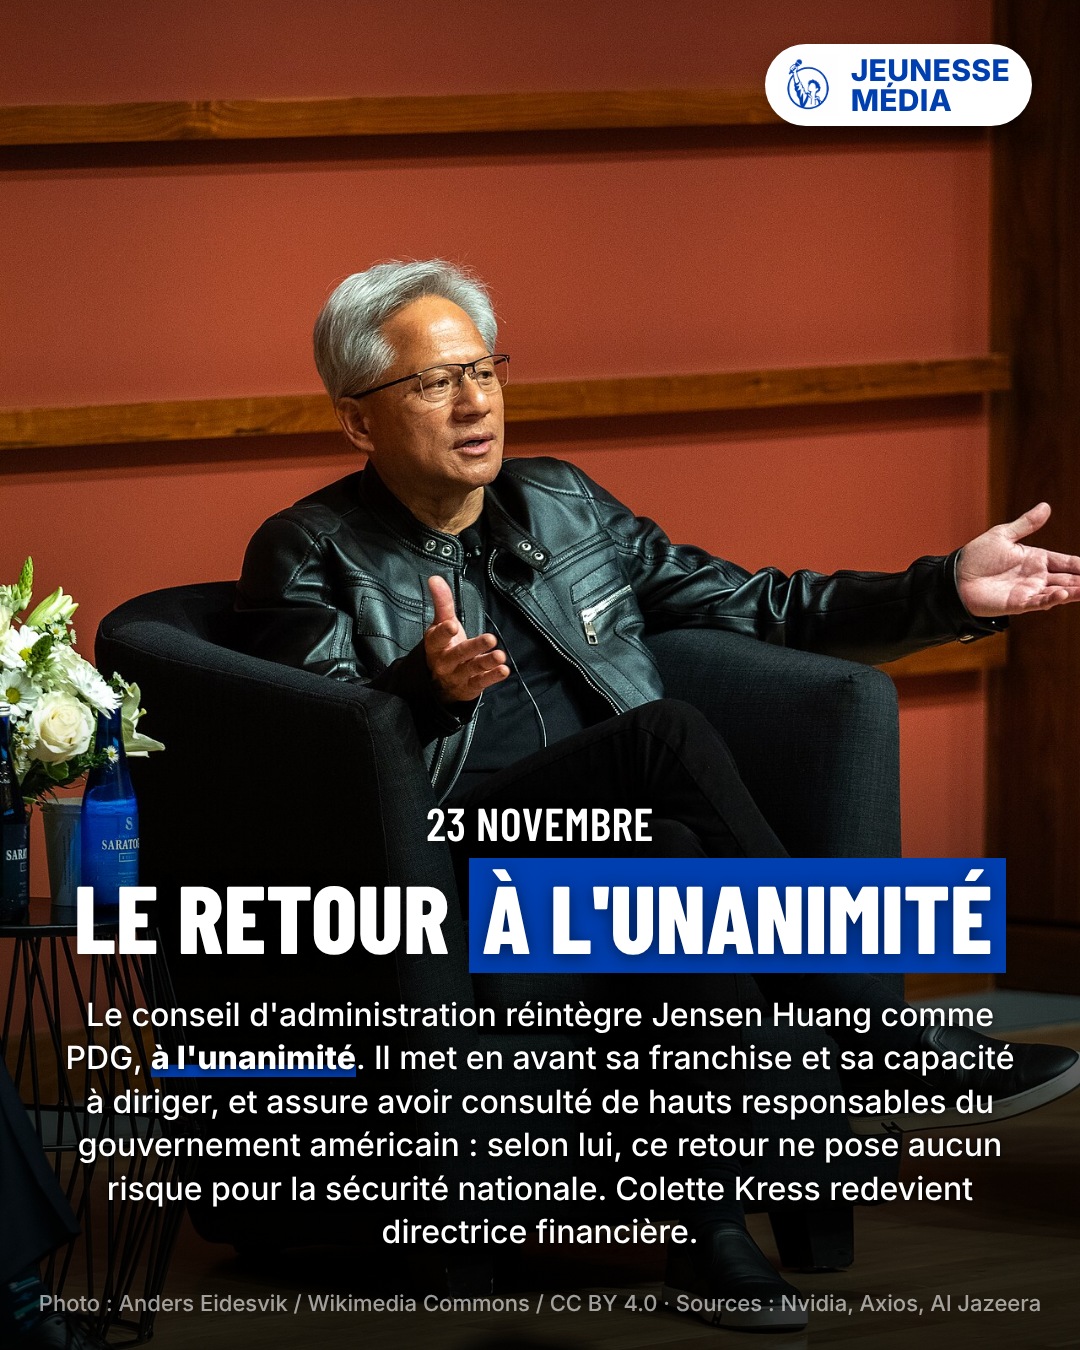 JEUNESSE
MÉDIA
SARATO
SARA
23 NOVEMBRE
LE RETOUR À L'UNANIMITÉ
Le conseil d'administration réintègre Jensen Huang comme
PDG, à l'unanimité. Il met en avant sa franchise et sa capacité
à diriger, et assure avoir consulté de hauts responsables du
gouvernement américain : selon lui, ce retour ne pose aucun
risque pour la sécurité nationale. Colette Kress redevient
directrice financière.
Photo : Anders Eidesvik / Wikimedia Commons / CC BY 4.0 · Sources : Nvidia, Axios, Al Jazeera